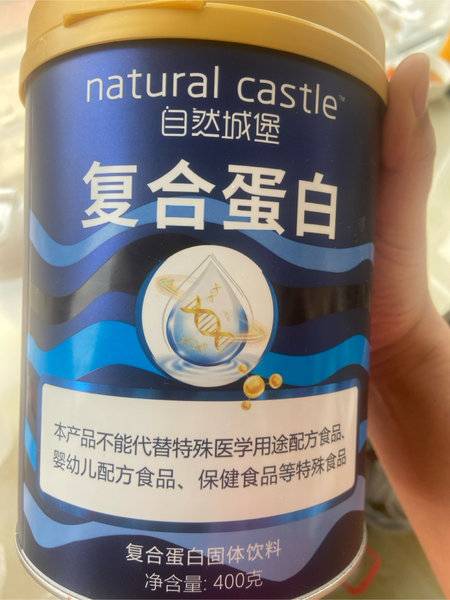 natural castle™
自然城堡
复合蛋白
本产品不能代替特殊医学用途配方食品、
婴幼儿配方食品、保健食品等特殊食品
复合蛋白固体饮料
净含量: 400克